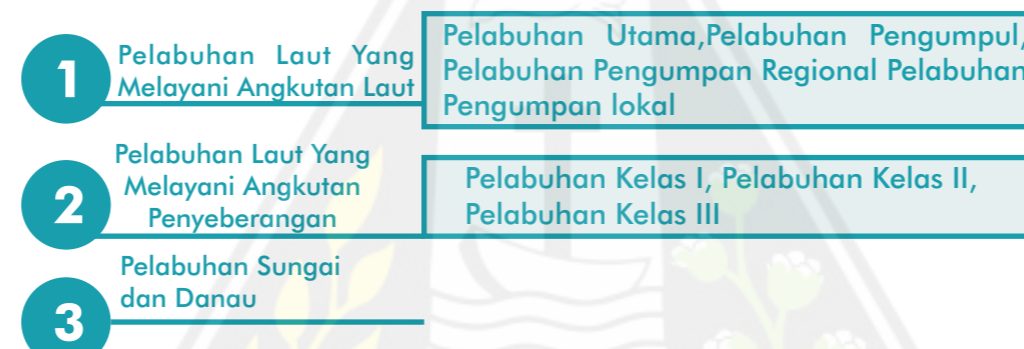 1
Pelabuhan Laut Yang
Melayani Angkutan Laut
Pelabuhan Utama,Pelabuhan Pengumpul,
Pelabuhan Pengumpan Regional Pelabuhan
Pengumpan lokal
2
Pelabuhan Laut Yang
Melayani Angkutan
Penyeberangan
Pelabuhan Kelas I, Pelabuhan Kelas II,
Pelabuhan Kelas III
3
Pelabuhan Sungai
dan Danau